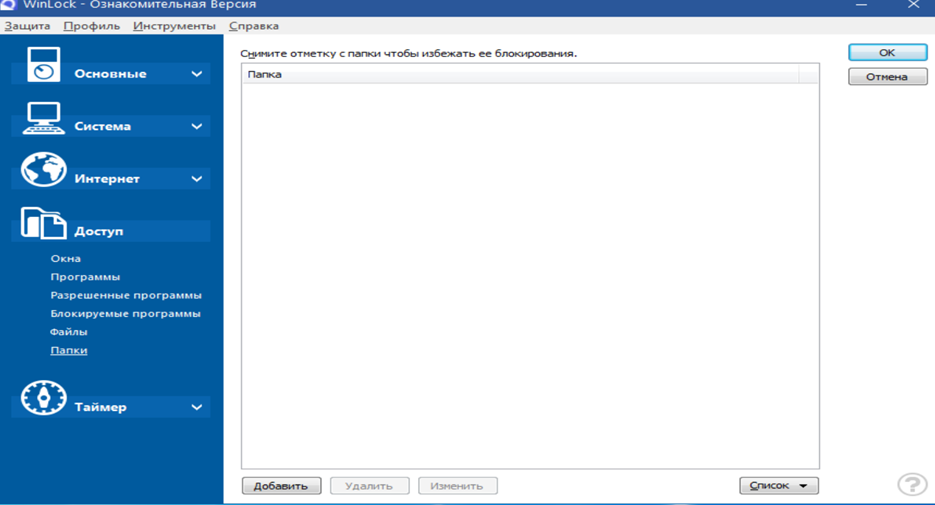 WinLock - Ознакомительная Версия
Защита Профиль Инструменты Справка
Основные
Система
Интернет
Доступ
Окна
Программы
Разрешенные программы
Блокируемые программы
Файлы
Папки
Таймер
Снимите отметку с папки чтобы избежать ее блокирования.
Папка
Добавить Удалить Изменить Список
OK
Отмена
?